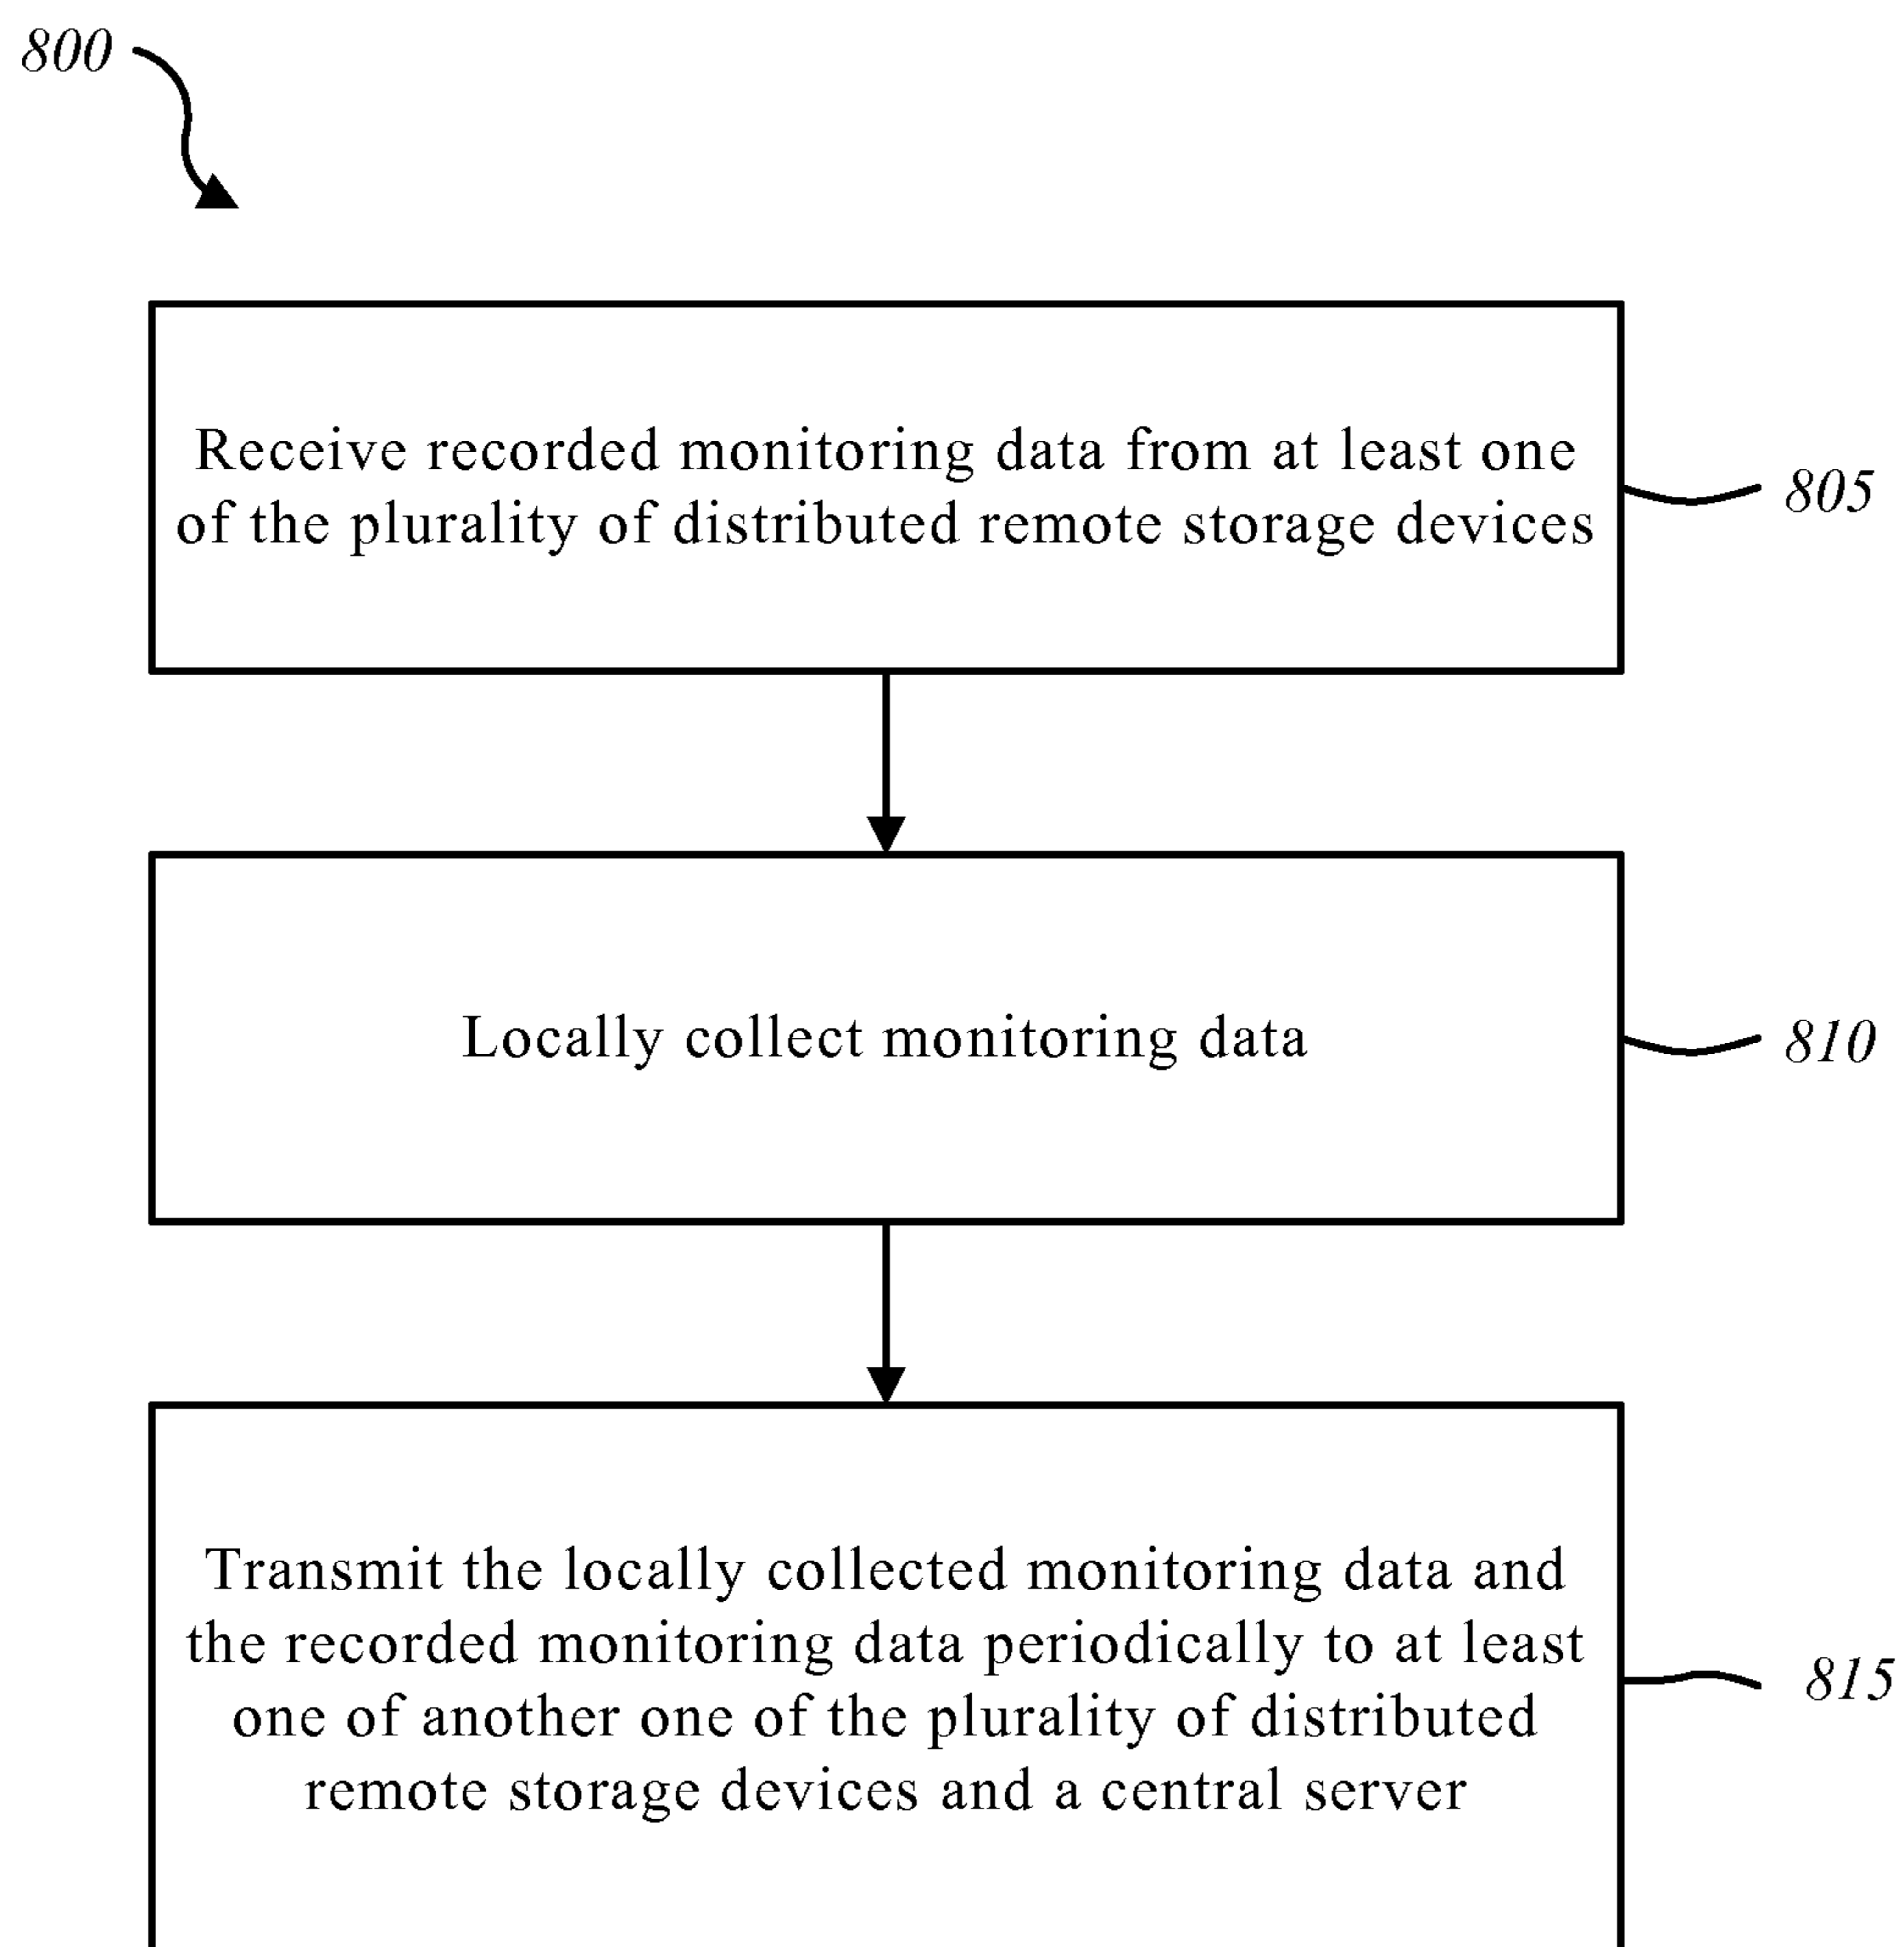 800
Receive recorded monitoring data from at least one
of the plurality of distributed remote storage devices
805
Locally collect monitoring data
810
Transmit the locally collected monitoring data and
the recorded monitoring data periodically to at least
one of another one of the plurality of distributed
remote storage devices and a central server
815